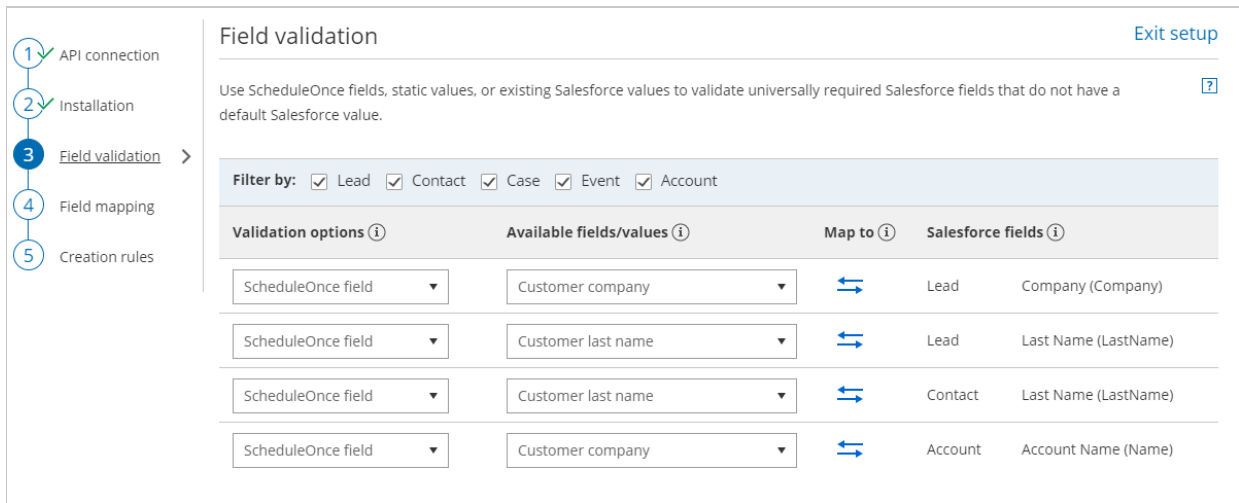 1 API connection
2 Installation
3 Field validation
4 Field mapping
5 Creation rules
Field validation
Exit setup
Use ScheduleOnce fields, static values, or existing Salesforce values to validate universally required Salesforce fields that do not have a
default Salesforce value.
?
Filter by: Lead Contact Case Event Account
Validation options i Available fields/values i Map to i Salesforce fields i
ScheduleOnce field Customer company Lead Company (Company)
ScheduleOnce field Customer last name Lead Last Name (LastName)
ScheduleOnce field Customer last name Contact Last Name (LastName)
ScheduleOnce field Customer company Account Account Name (Name)